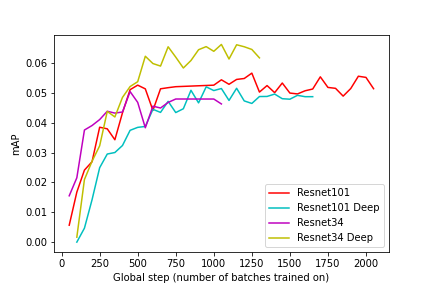 0.06
0.05
0.04
0.03
0.02
0.01
0.00
mAP
0 250 500 750 1000 1250 1500 1750 2000
Global step (number of batches trained on)
Resnet101
Resnet101 Deep
Resnet34
Resnet34 Deep